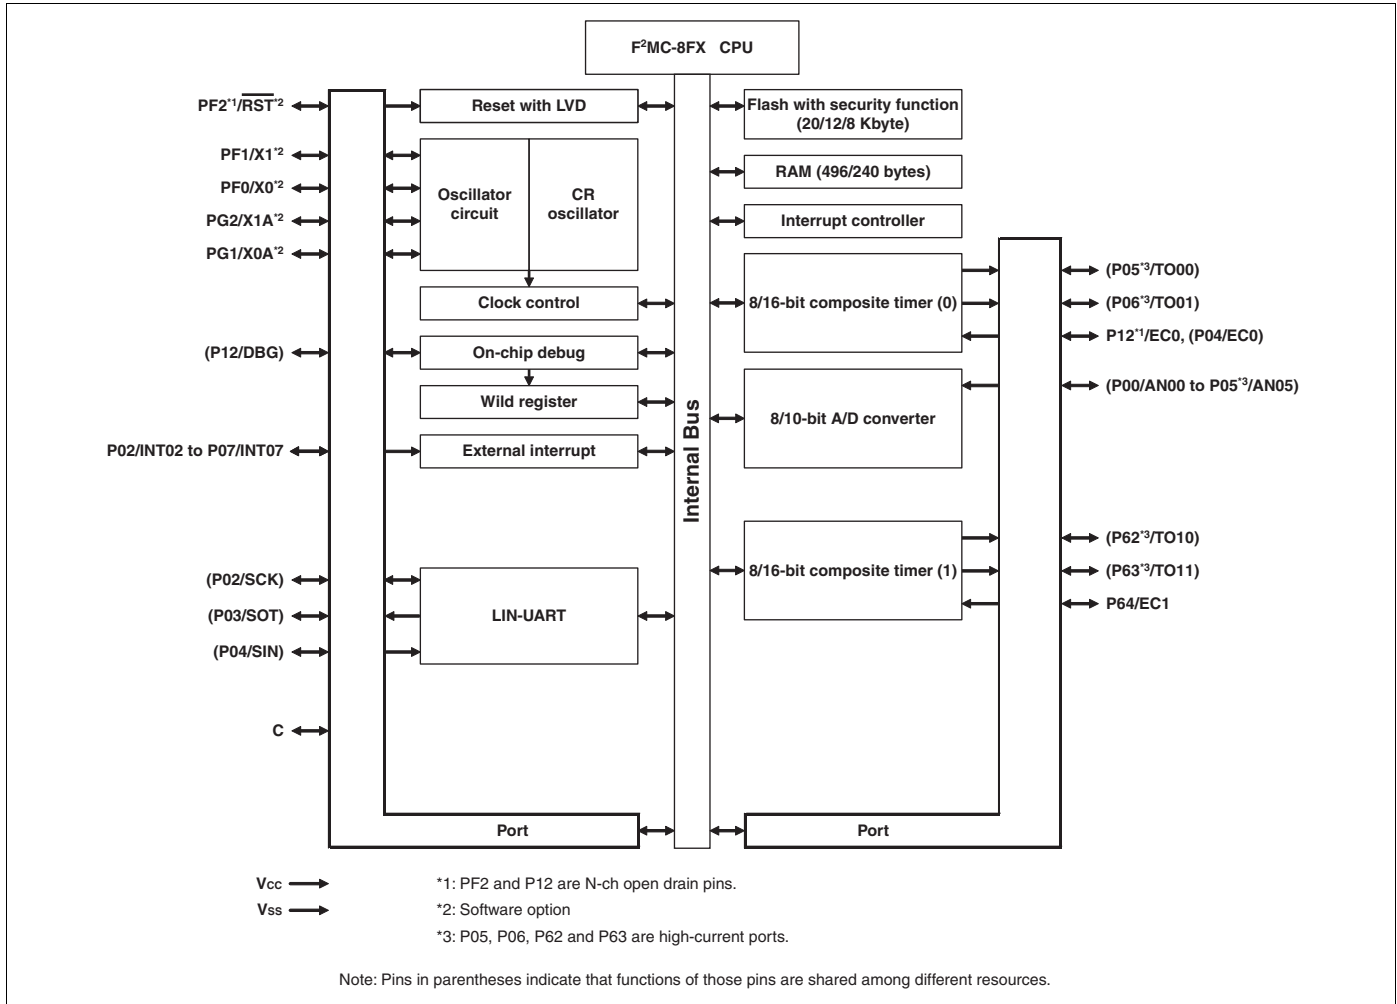 F²MC-8FX CPU
PF2*1/RST*2
Reset with LVD
Flash with security function
(20/12/8 Kbyte)
PF1/X1*2
PF0/X0*2
PG2/X1A*2
PG1/X0A*2
Oscillator
circuit
CR
oscillator
RAM (496/240 bytes)
Interrupt controller
Clock control
8/16-bit composite timer (0)
(P05*3/TO00)
(P06*3/TO01)
P12*1/EC0, (P04/EC0)
(P12/DBG)
On-chip debug
Wild register
8/10-bit A/D converter
(P00/AN00 to P05*3/AN05)
P02/INT02 to P07/INT07
External interrupt
Internal Bus
(P02/SCK)
(P03/SOT)
(P04/SIN)
LIN-UART
8/16-bit composite timer (1)
(P62*3/TO10)
(P63*3/TO11)
P64/EC1
C
Port
Port
Vcc
Vss
*1: PF2 and P12 are N-ch open drain pins.
*2: Software option
*3: P05, P06, P62 and P63 are high-current ports.
Note: Pins in parentheses indicate that functions of those pins are shared among different resources.